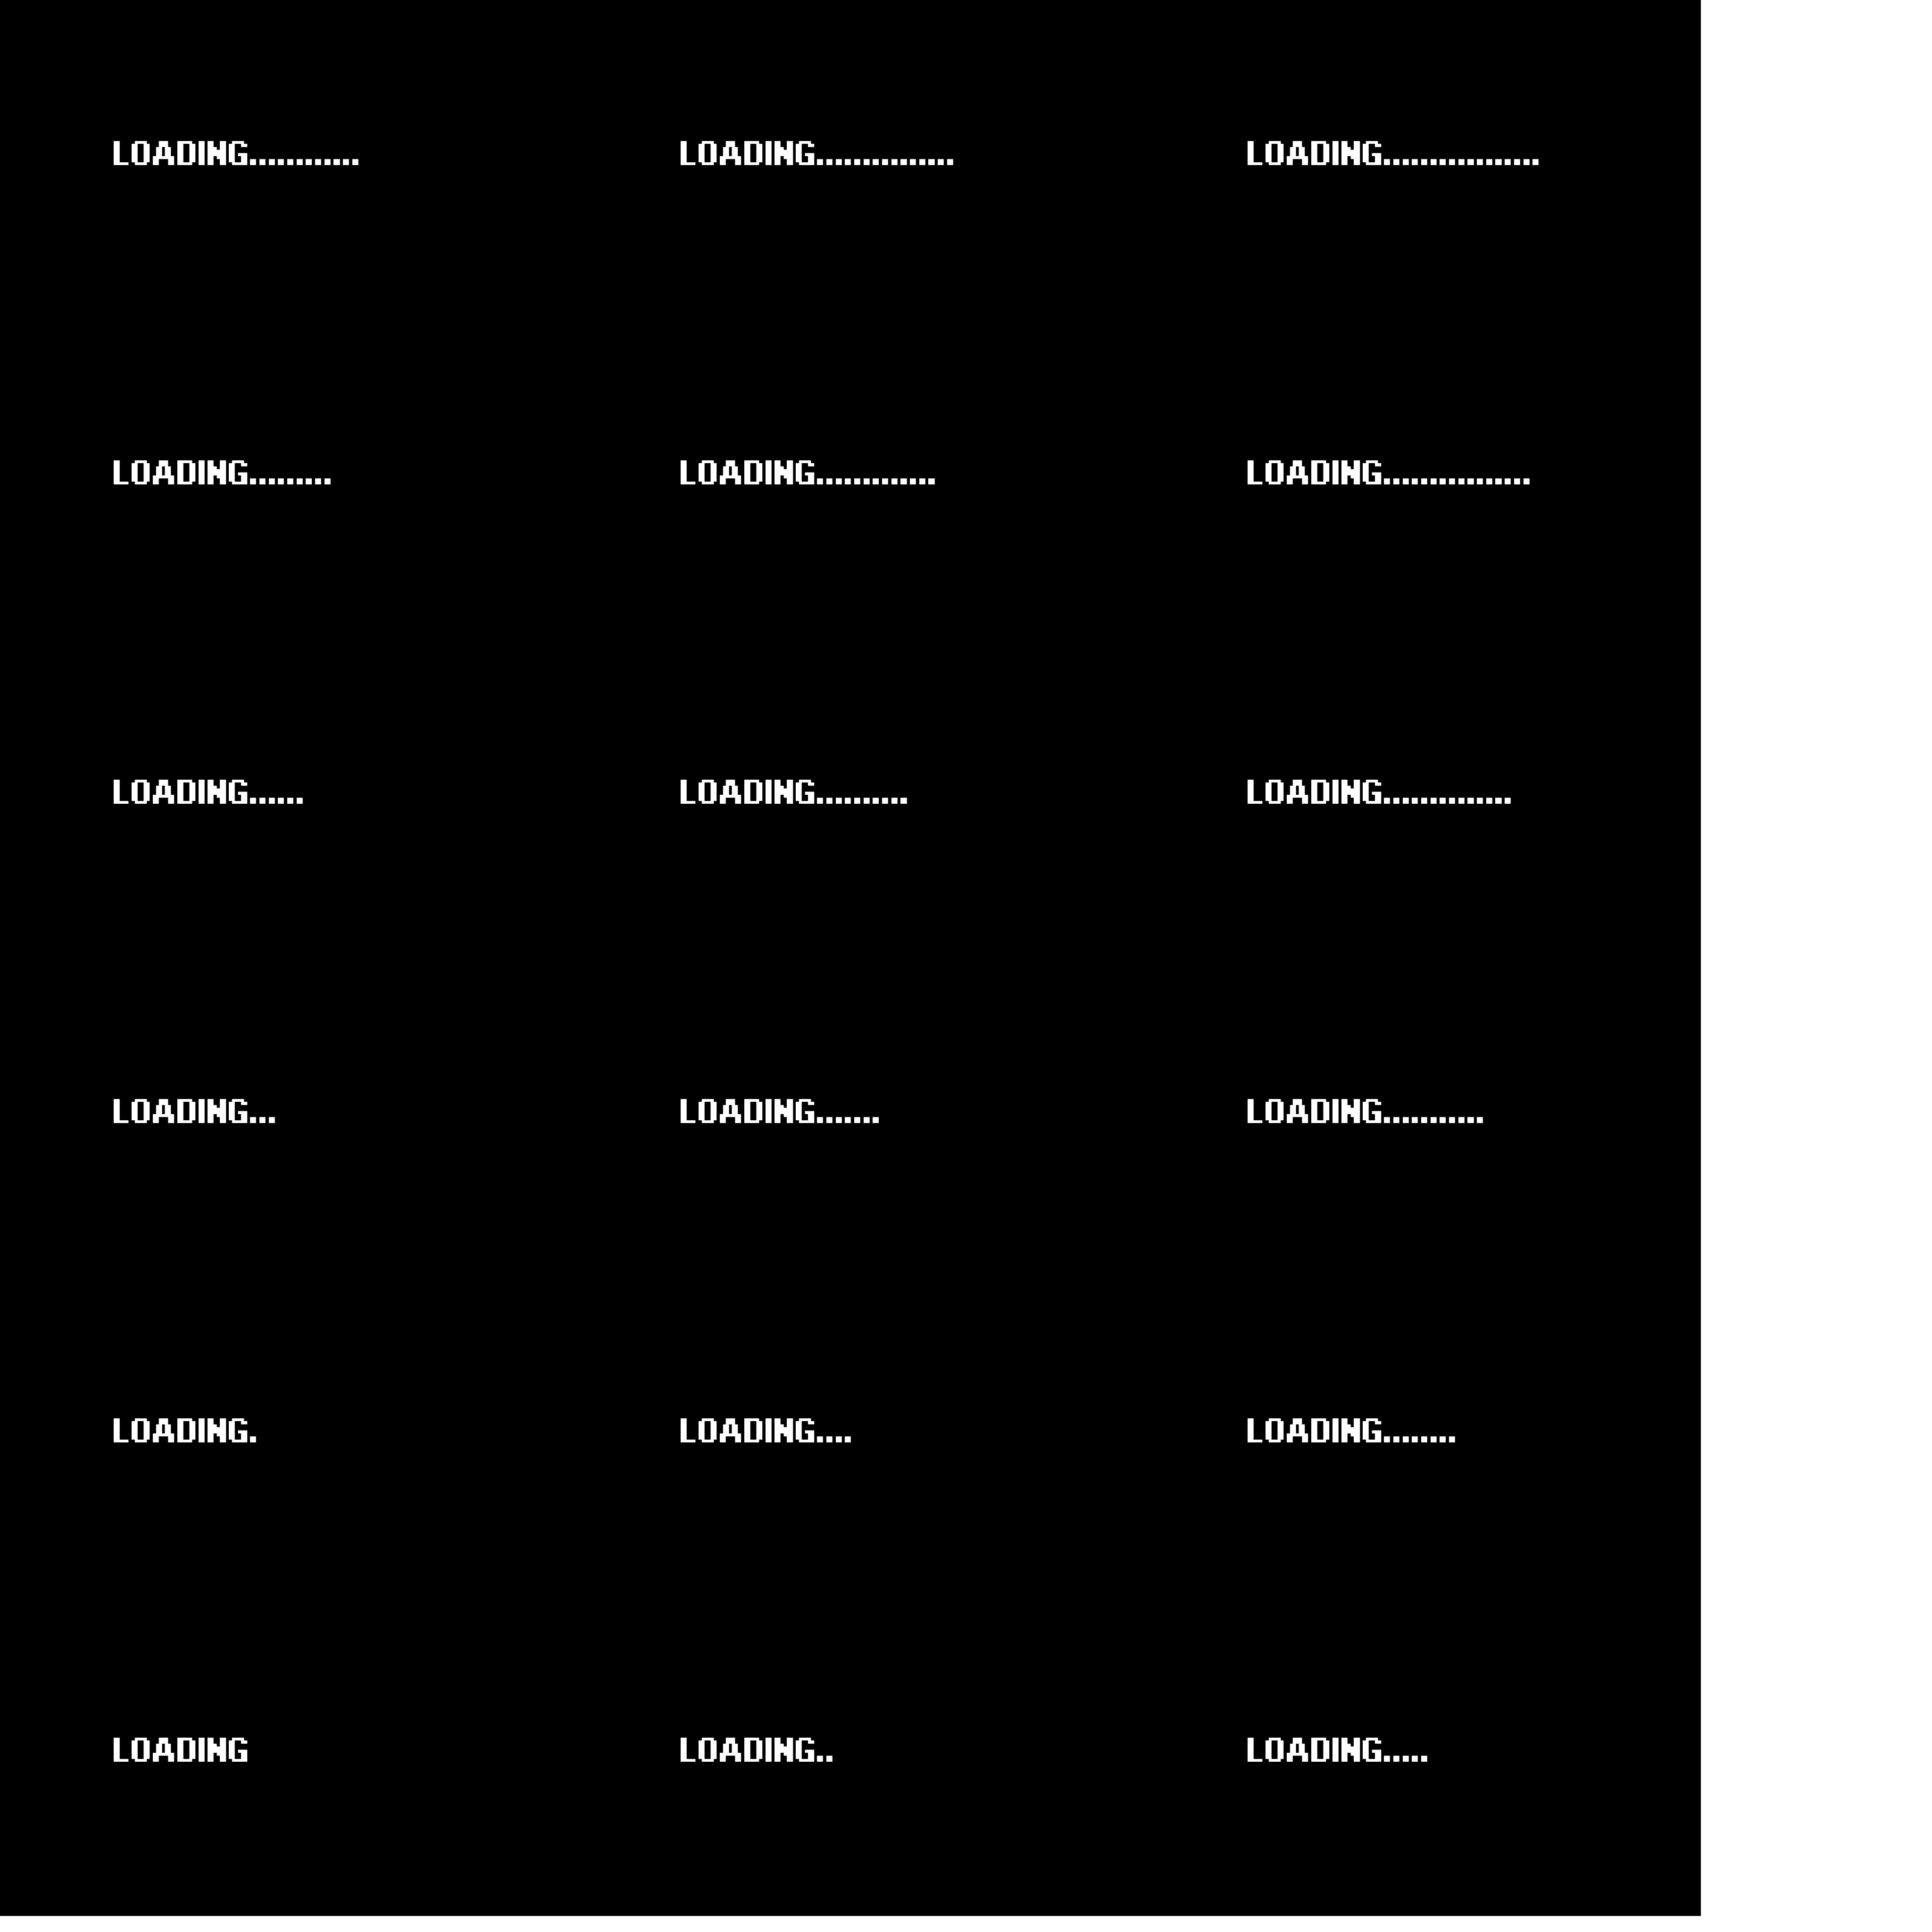 LOADING............ LOADING............... LOADING.................
LOADING......... LOADING............. LOADING................
LOADING...... LOADING.......... LOADING..............
LOADING... LOADING....... LOADING...........
LOADING. LOADING.... LOADING........
LOADING LOADING.. LOADING.....